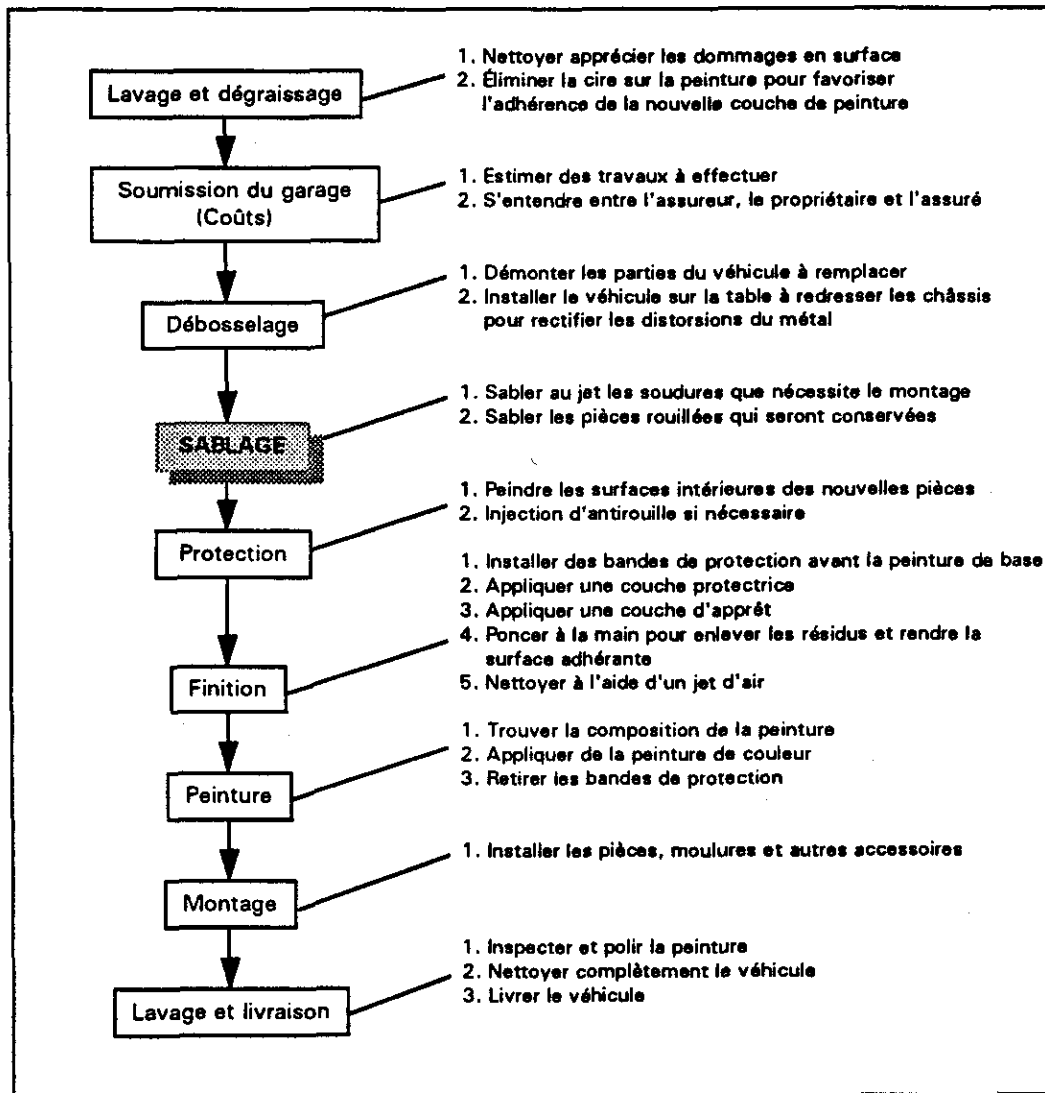 Lavage et dégraissage
1. Nettoyer apprécier les dommages en surface
2. Éliminer la cire sur la peinture pour favoriser
l'adhérence de la nouvelle couche de peinture
Soumission du garage
(Coûts)
1. Estimer des travaux à effectuer
2. S'entendre entre l'assureur, le propriétaire et l'assuré
Débosselage
1. Démonter les parties du véhicule à remplacer
2. Installer le véhicule sur la table à redresser les châssis
pour rectifier les distorsions du métal
SABLAGE
1. Sabler au jet les soudures que nécessite le montage
2. Sabler les pièces rouillées qui seront conservées
Protection
1. Peindre les surfaces intérieures des nouvelles pièces
2. Injection d'antirouille si nécessaire
Finition
1. Installer des bandes de protection avant la peinture de base
2. Appliquer une couche protectrice
3. Appliquer une couche d'apprêt
4. Poncer à la main pour enlever les résidus et rendre la
surface adhérante
5. Nettoyer à l'aide d'un jet d'air
Peinture
1. Trouver la composition de la peinture
2. Appliquer de la peinture de couleur
3. Retirer les bandes de protection
Montage
1. Installer les pièces, moulures et autres accessoires
Lavage et livraison
1. Inspecter et polir la peinture
2. Nettoyer complètement le véhicule
3. Livrer le véhicule